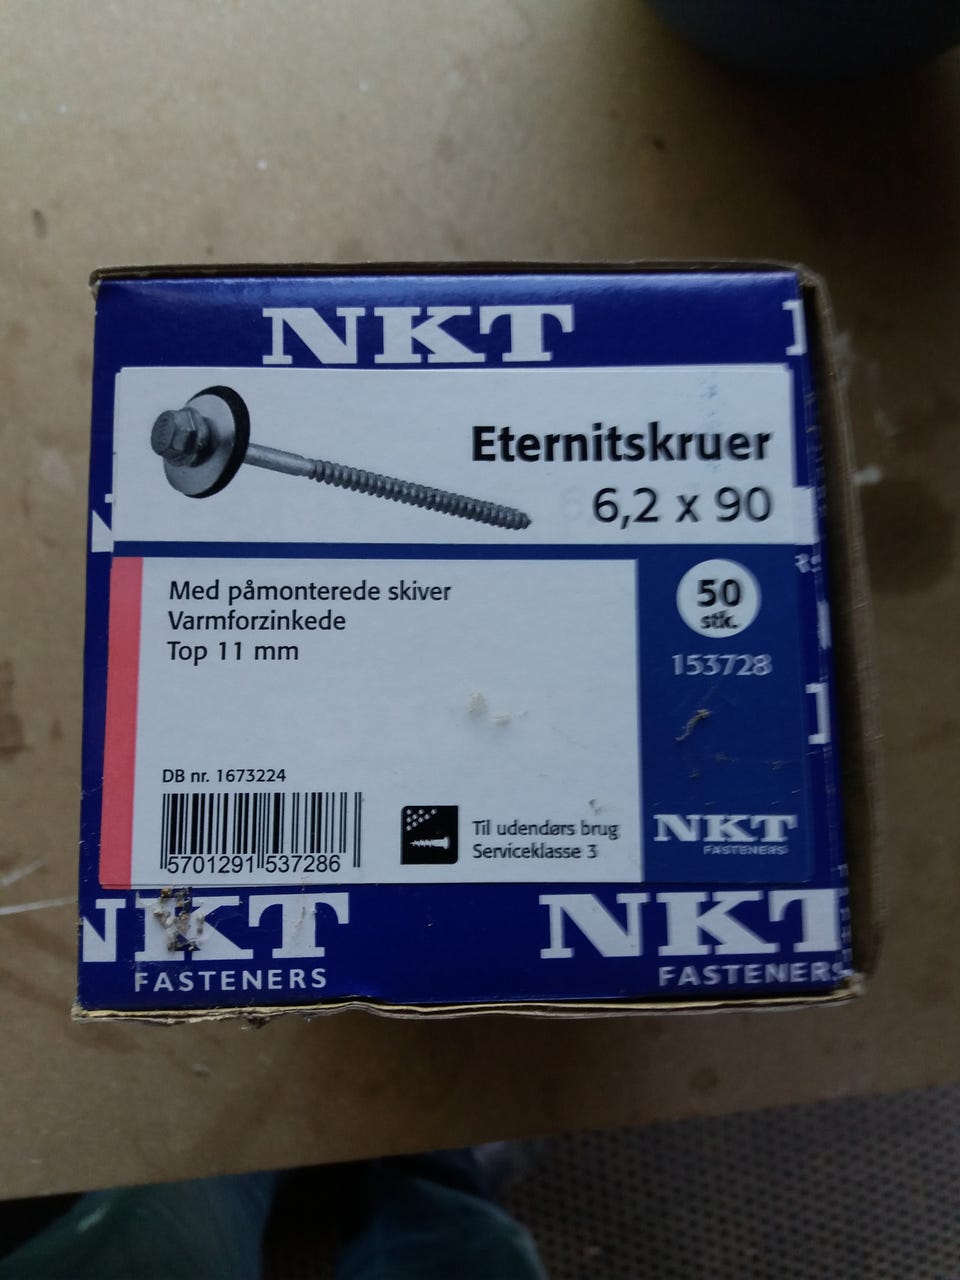 NKT
Eternitskruer
6,2 x 90
Med påmonterede skiver
Varmforzinkede
Top 11 mm
50
stk.
153728
DB nr. 1673224
5701291 537286
Til udendørs brug
Serviceklasse 3
NKT
FASTENERS
NKT
FASTENERS
NKT
FASTENERS